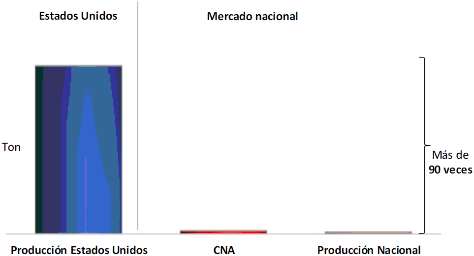 Estados Unidos
Mercado nacional
Ton
Más de
90 veces
Producción Estados Unidos
CNA
Producción Nacional